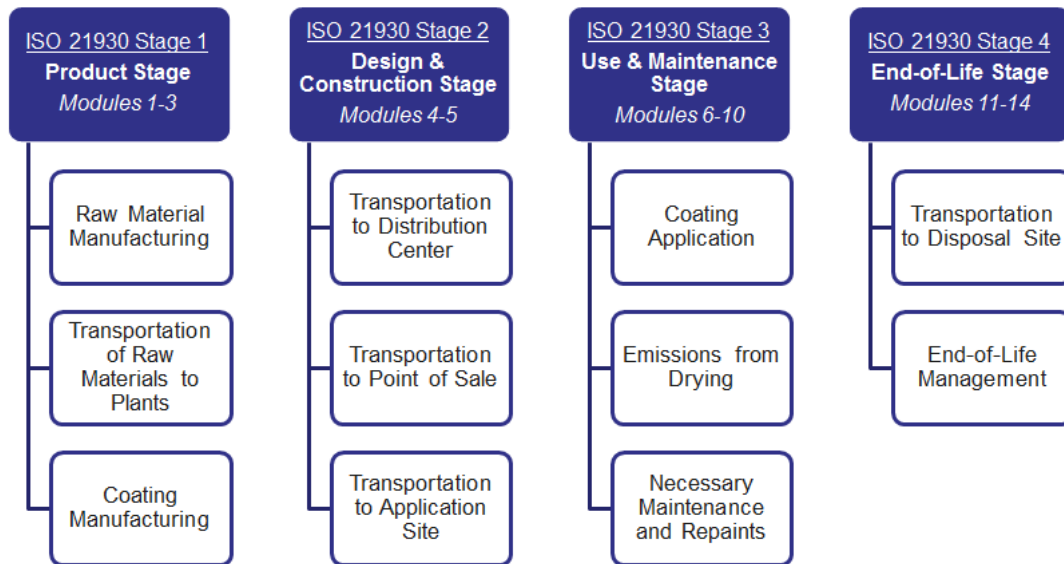 ISO 21930 Stage 1
Product Stage
Modules 1-3
Raw Material
Manufacturing
Transportation
of Raw
Materials to
Plants
Coating
Manufacturing
ISO 21930 Stage 2
Design &
Construction Stage
Modules 4-5
Transportation
to Distribution
Center
Transportation
to Point of Sale
Transportation
to Application
Site
ISO 21930 Stage 3
Use & Maintenance
Stage
Modules 6-10
Coating
Application
Emissions from
Drying
Necessary
Maintenance
and Repaints
ISO 21930 Stage 4
End-of-Life Stage
Modules 11-14
Transportation
to Disposal Site
End-of-Life
Management